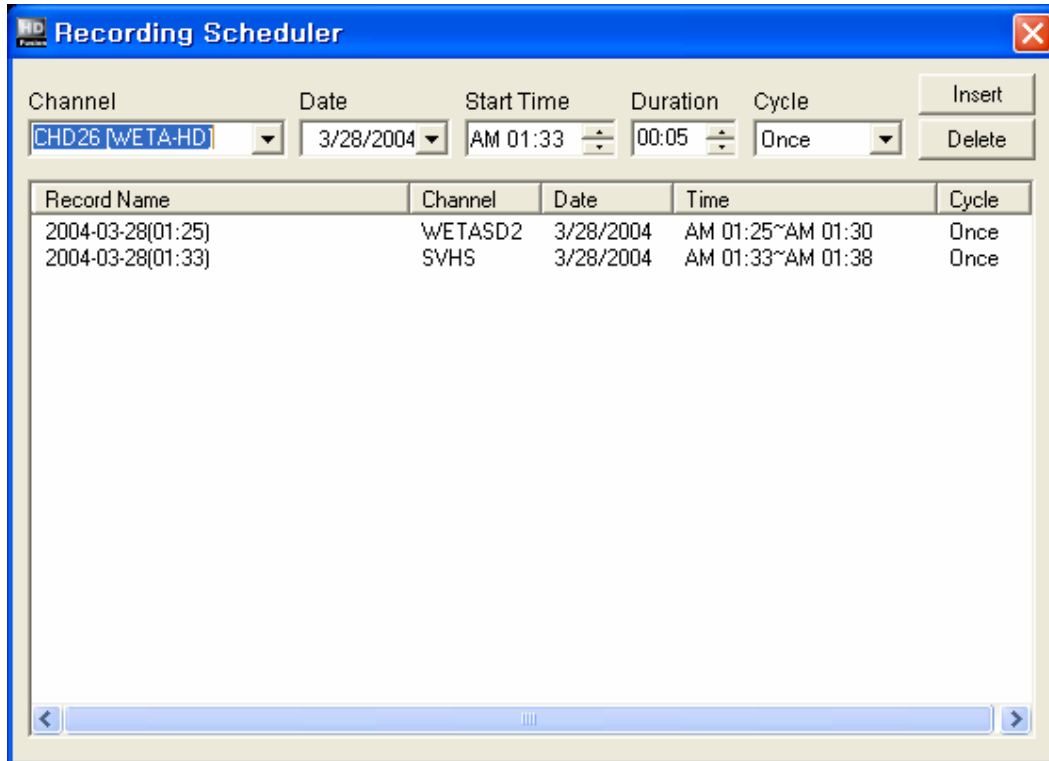 HD Fusion Recording Scheduler
Channel Date Start Time Duration Cycle Insert
CHD26 [WETA-HD] 3/28/2004 AM 01:33 00:05 Once Delete
Record Name Channel Date Time Cycle
2004-03-28(01:25) WETASD2 3/28/2004 AM 01:25~AM 01:30 Once
2004-03-28(01:33) SVHS 3/28/2004 AM 01:33~AM 01:38 Once